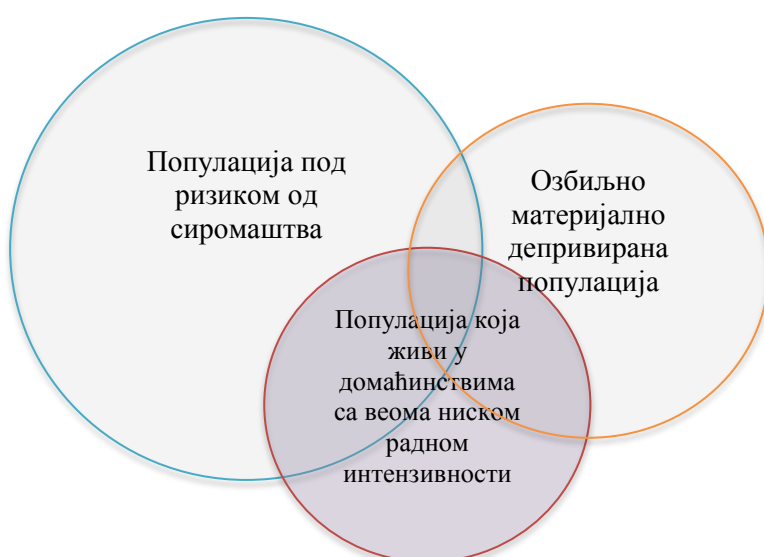 Популација под
ризиком од
сиромаштва
Озбиљно
материјално
депривирана
популација
Популација која
живи у
домаћинствима
са веома ниском
радном
интензивности